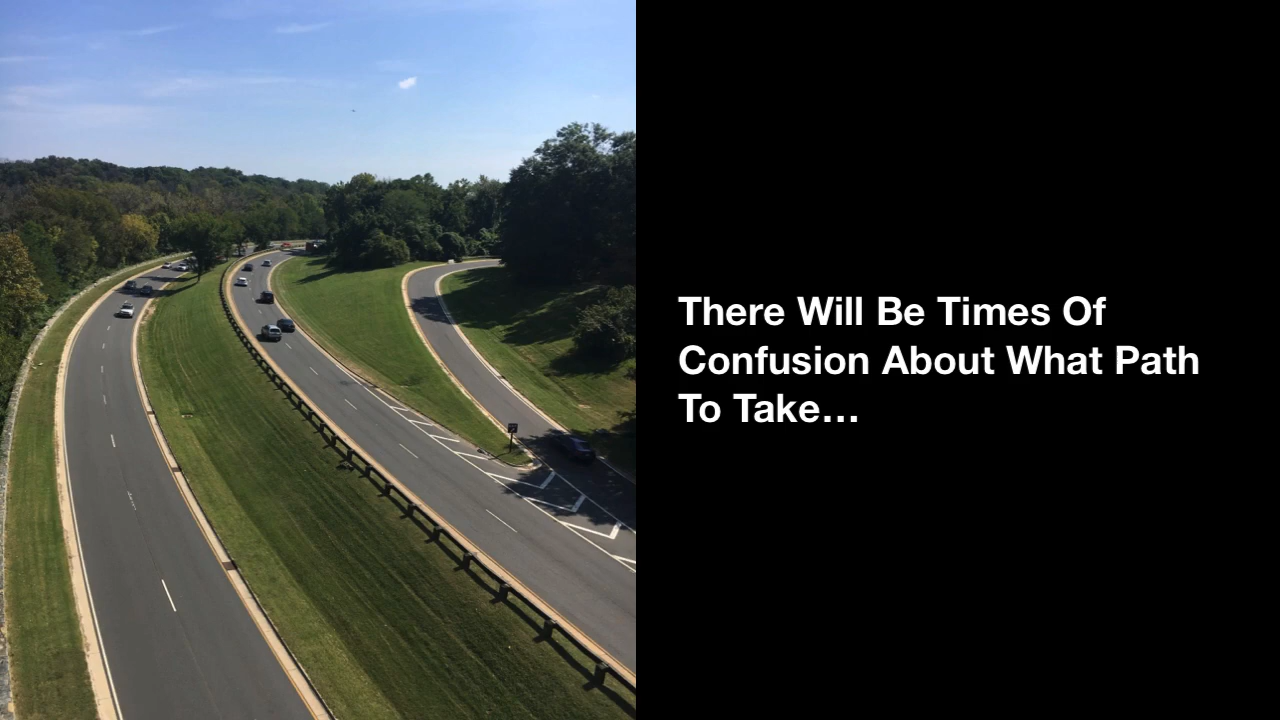 There Will Be Times Of
Confusion About What Path
To Take…